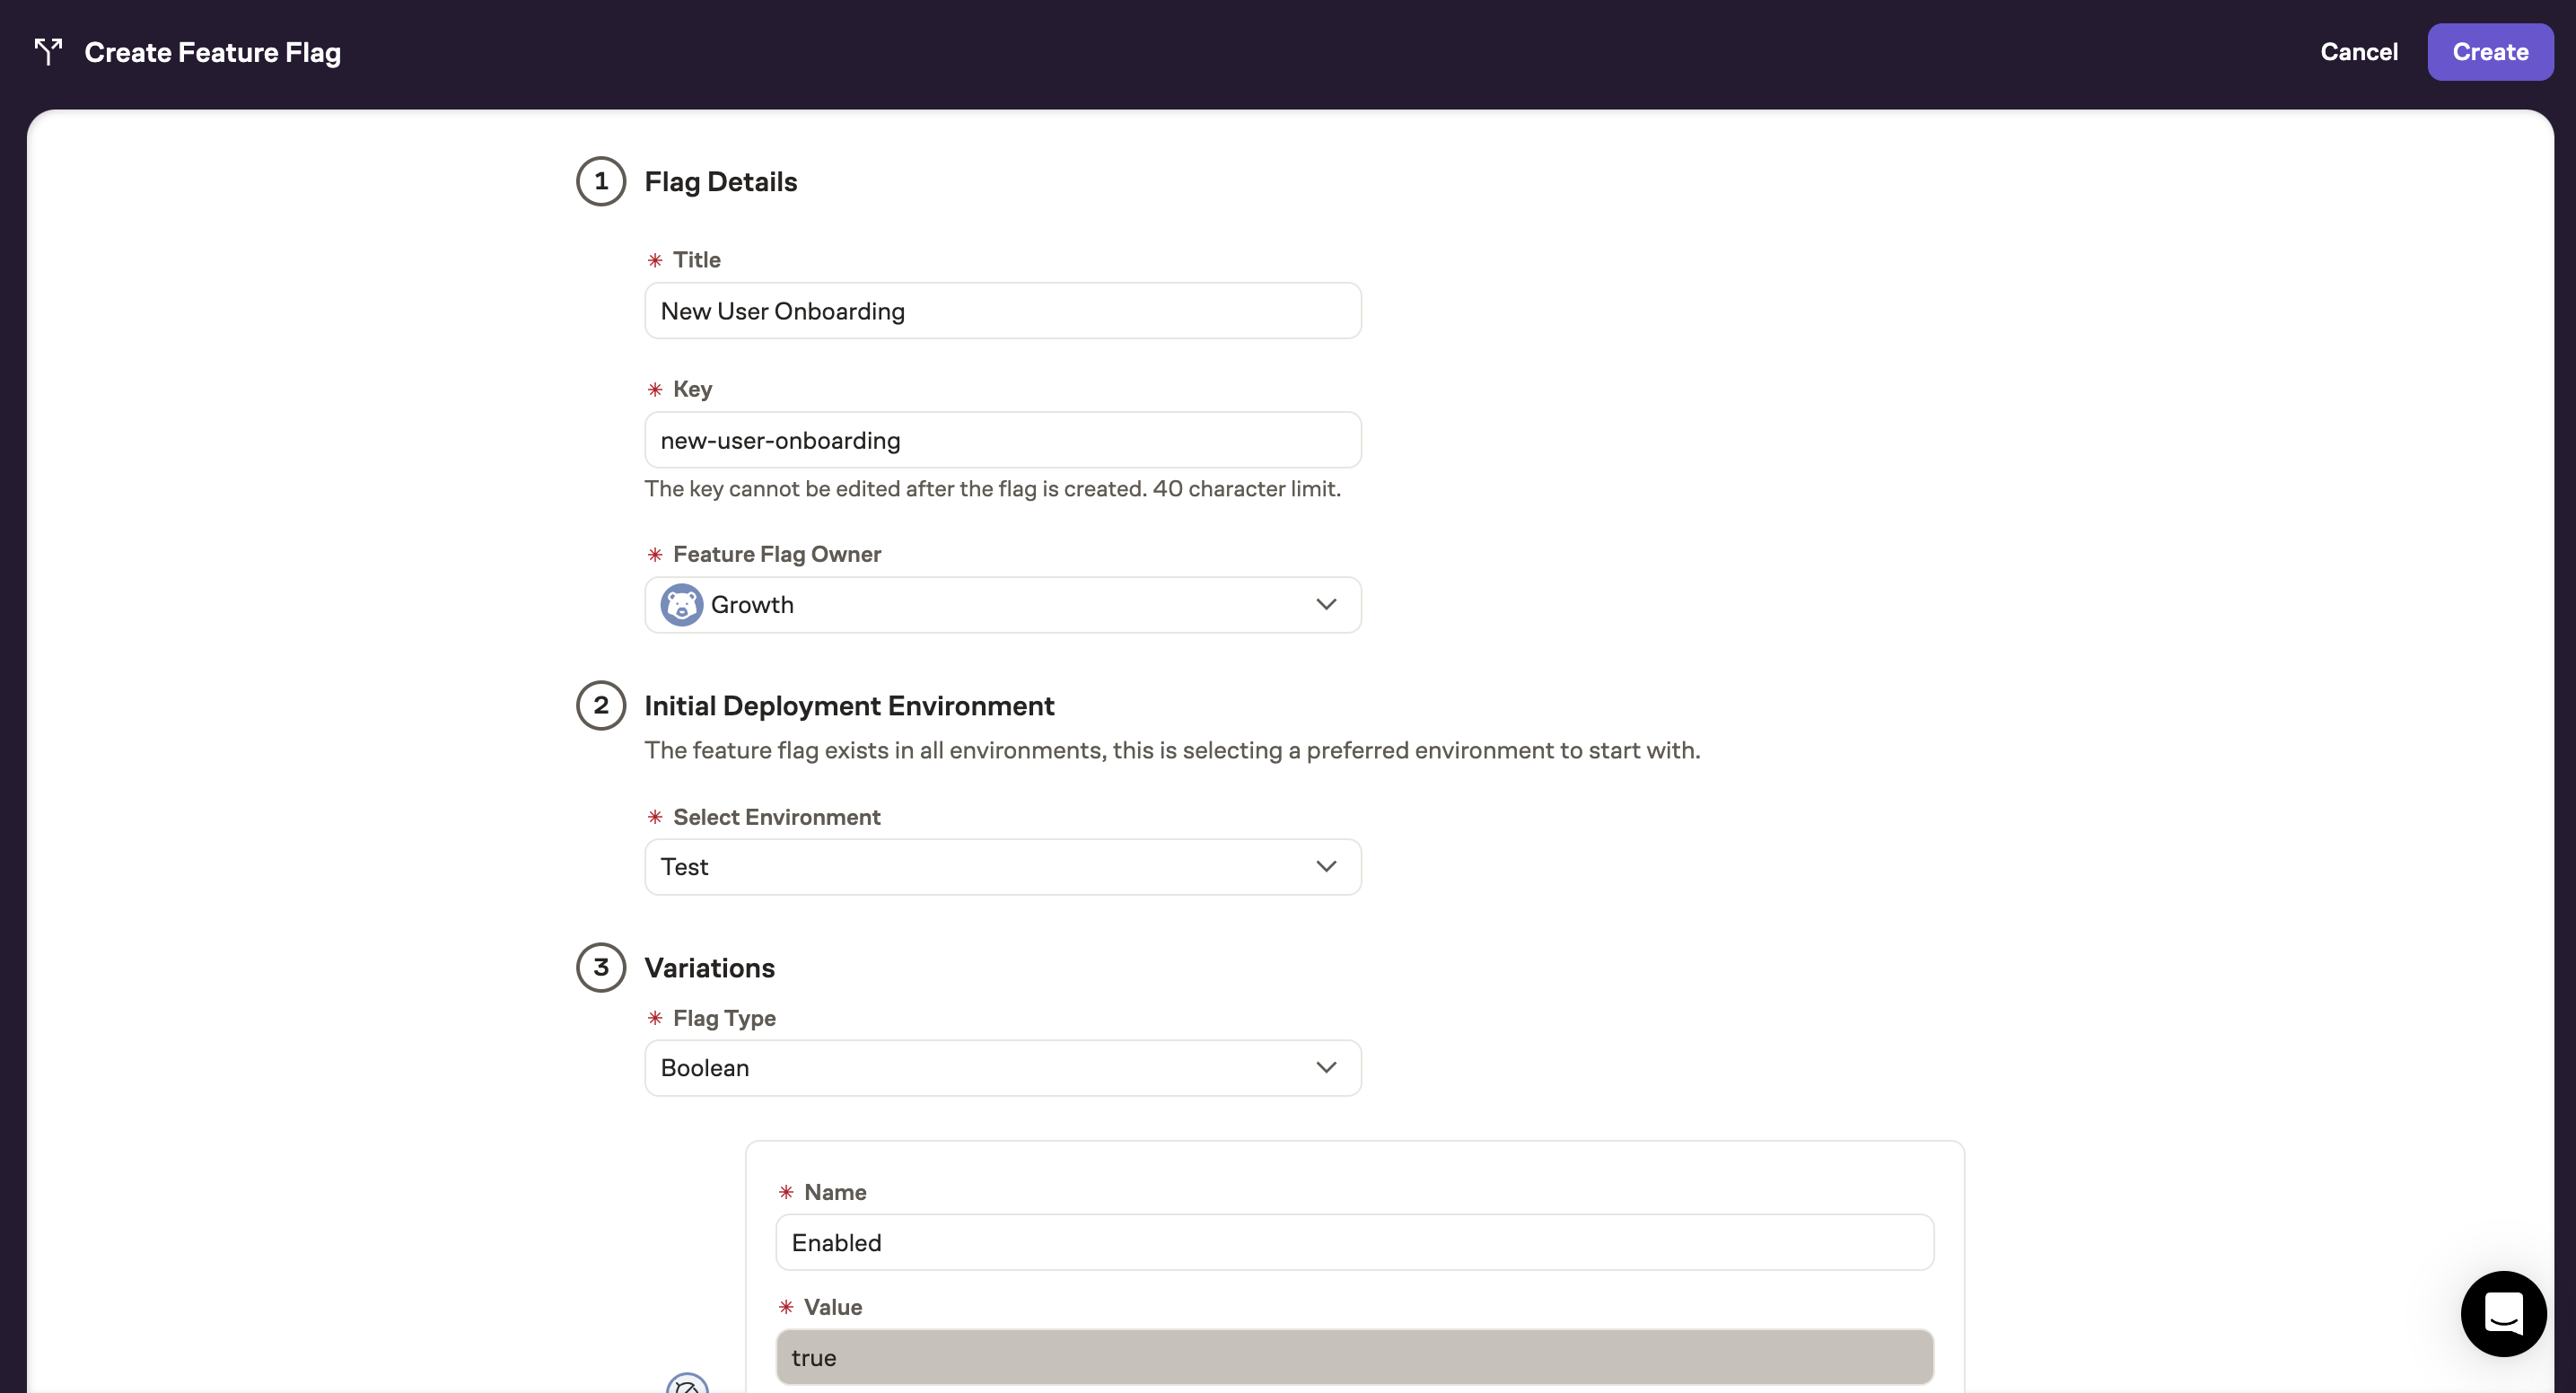 Create Feature Flag
Cancel
Create
1
Flag Details
* Title
New User Onboarding
* Key
new-user-onboarding
The key cannot be edited after the flag is created. 40 character limit.
* Feature Flag Owner
Growth
2
Initial Deployment Environment
The feature flag exists in all environments, this is selecting a preferred environment to start with.
* Select Environment
Test
3
Variations
* Flag Type
Boolean
* Name
Enabled
* Value
true